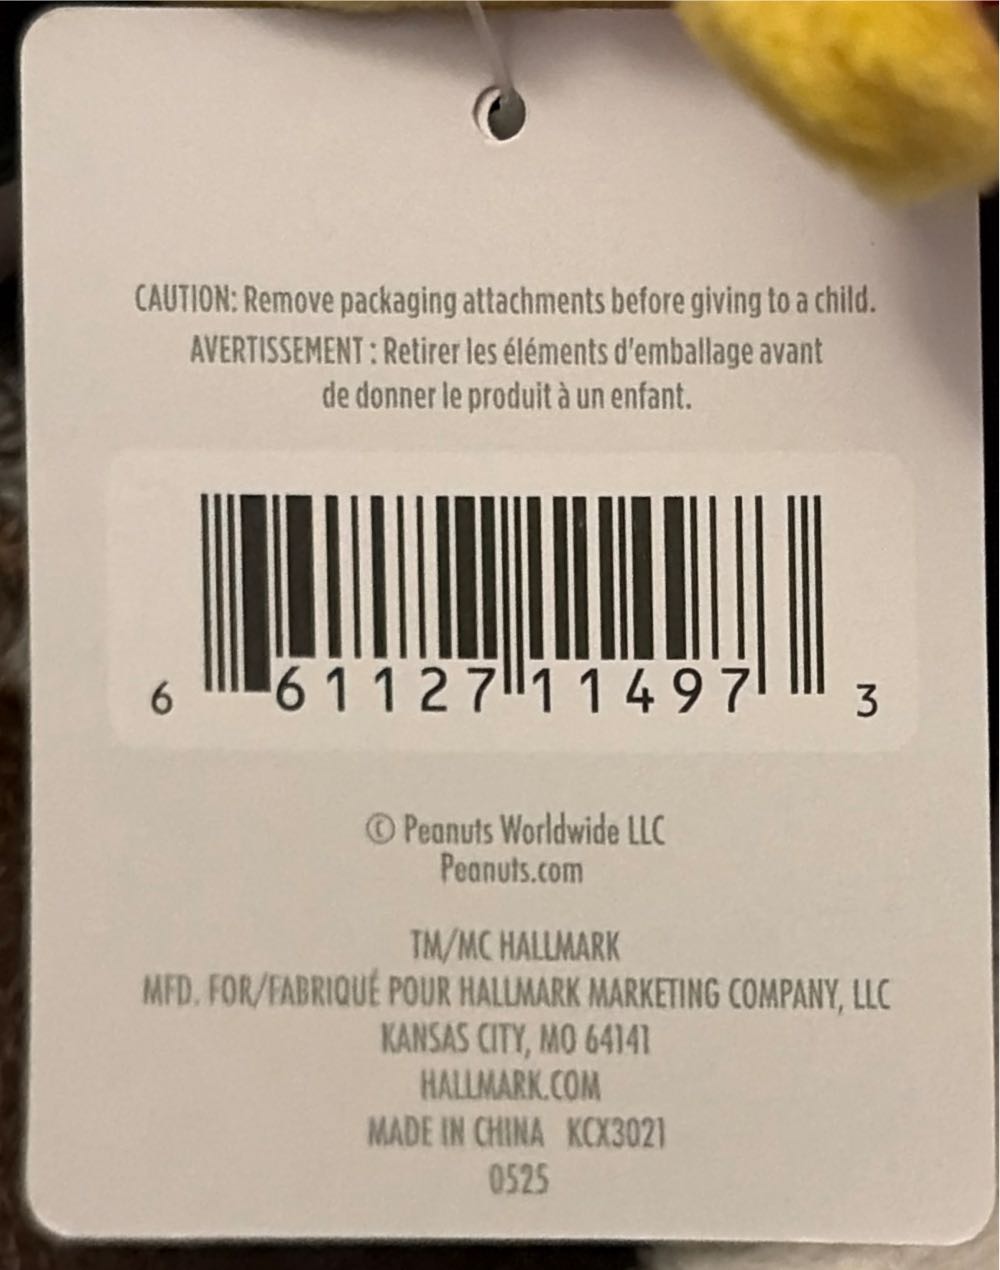 CAUTION: Remove packaging attachments before giving to a child.
AVERTISSEMENT : Retirer les éléments d'emballage avant
de donner le produit à un enfant.
6 61127 11497 3
© Peanuts Worldwide LLC
Peanuts.com
TM/MC HALLMARK
MFD. FOR/FABRIQUÉ POUR HALLMARK MARKETING COMPANY, LLC
KANSAS CITY, MO 64141
HALLMARK.COM
MADE IN CHINA KCX3021
0525